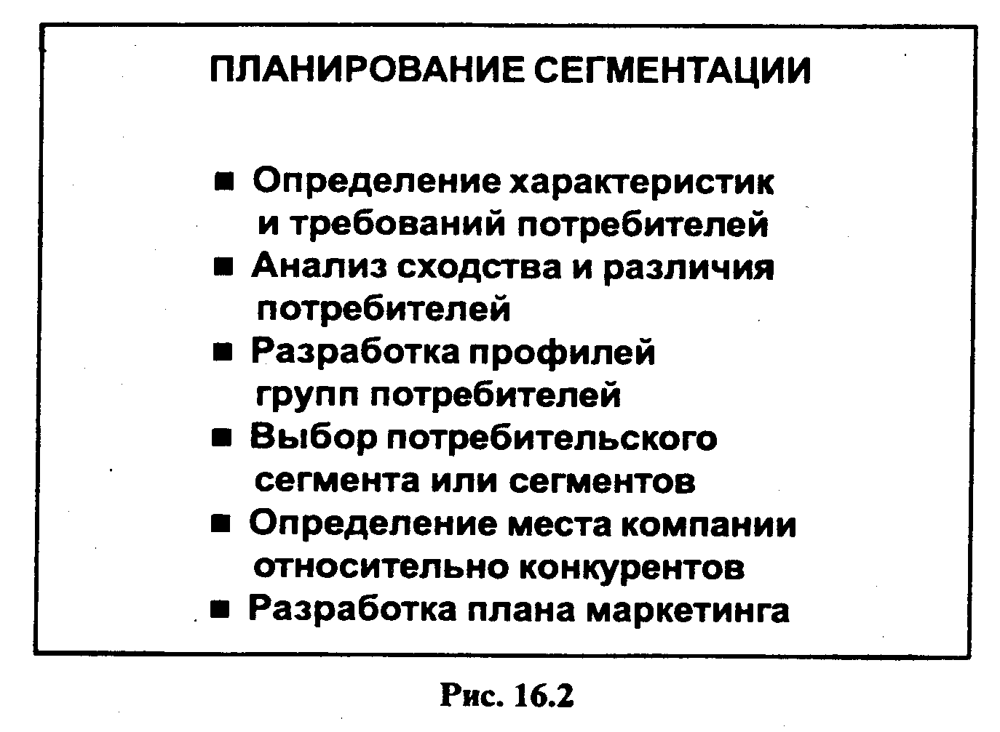 ПЛАНИРОВАНИЕ СЕГМЕНТАЦИИ
■ Определение характеристик
и требований потребителей
■ Анализ сходства и различия
потребителей
■ Разработка профилей
групп потребителей
■ Выбор потребительского
сегмента или сегментов
■ Определение места компании
относительно конкурентов
■ Разработка плана маркетинга
Рис. 16.2